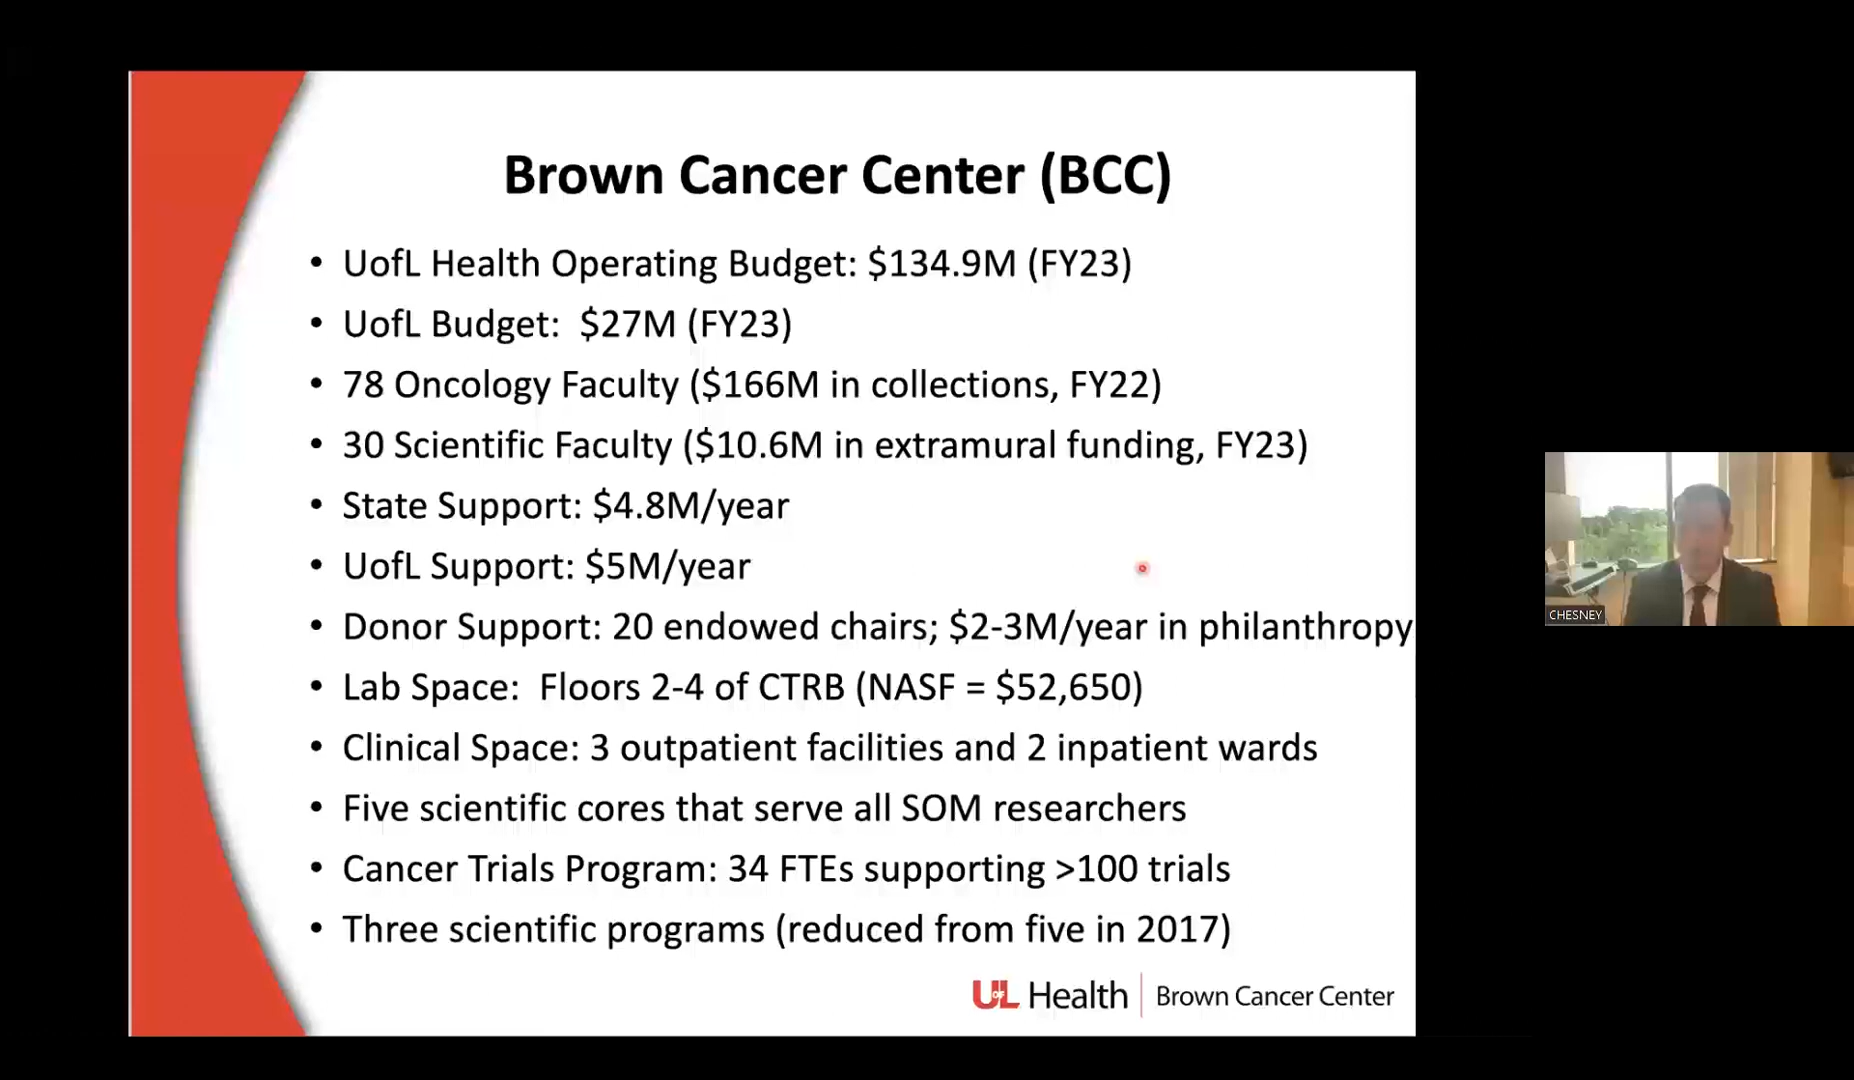 Brown Cancer Center (BCC)
• UofL Health Operating Budget: $134.9M (FY23)
• UofL Budget:  $27M (FY23)
• 78 Oncology Faculty ($166M in collections, FY22)
• 30 Scientific Faculty ($10.6M in extramural funding, FY23)
• State Support: $4.8M/year
• UofL Support: $5M/year
• Donor Support: 20 endowed chairs; $2-3M/year in philanthropy
• Lab Space:  Floors 2-4 of CTRB (NASF = $52,650)
• Clinical Space: 3 outpatient facilities and 2 inpatient wards
• Five scientific cores that serve all SOM researchers
• Cancer Trials Program: 34 FTEs supporting >100 trials
• Three scientific programs (reduced from five in 2017)
UofL Health | Brown Cancer Center
CHESNEY